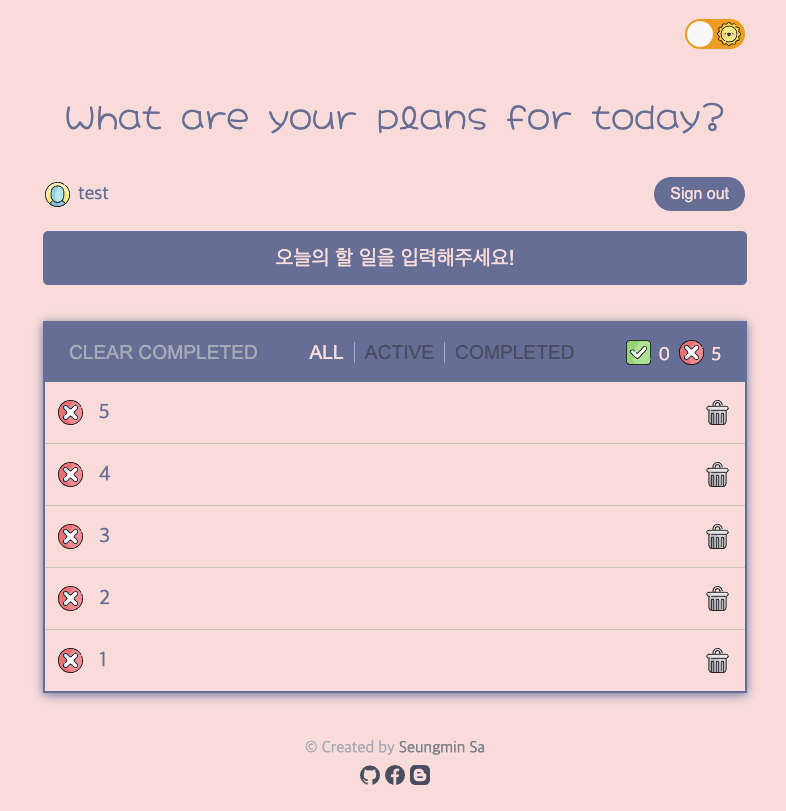 What are your plans for today?
test
Sign out
오늘의 할 일을 입력해주세요!
CLEAR COMPLETED ALL ACTIVE COMPLETED 0 5
5
4
3
2
1
© Created by Seungmin Sa